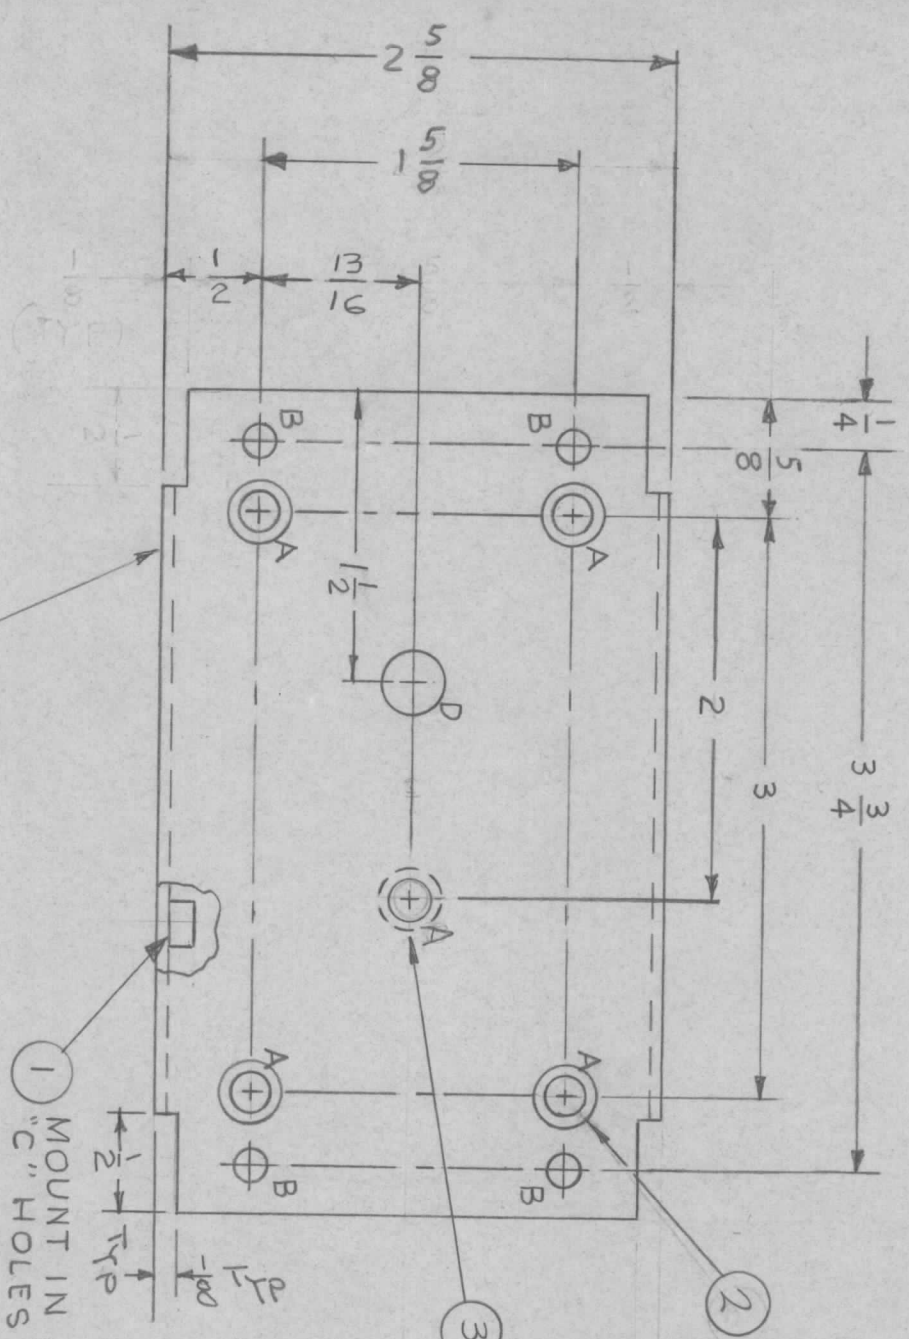 2 5/8
1 5/8
1/2
13/16
1/4
5/8
3 3/4
3
2
1 1/2
B
B
A
A
D
A
A
A
B
B
1
MOUNT IN
"C" HOLES
2
3
1/2 TYP
1/8 TYP